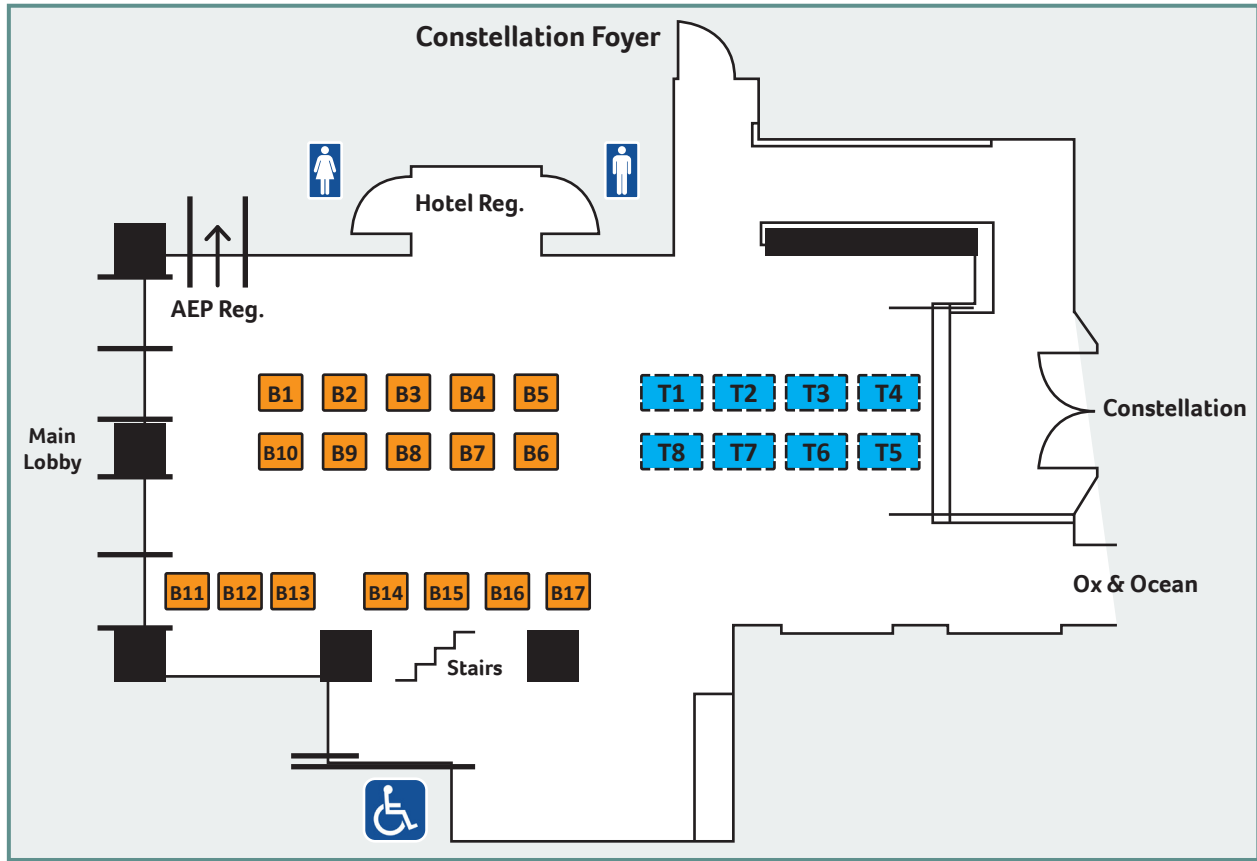 Constellation Foyer
Hotel Reg.
AEP Reg.
B1 B2 B3 B4 B5 T1 T2 T3 T4
Main
Lobby
Constellation
B10 B9 B8 B7 B6 T8 T7 T6 T5
B11 B12 B13 B14 B15 B16 B17
Ox & Ocean
Stairs